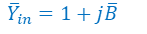 Ȳ_in = 1 + jB̄